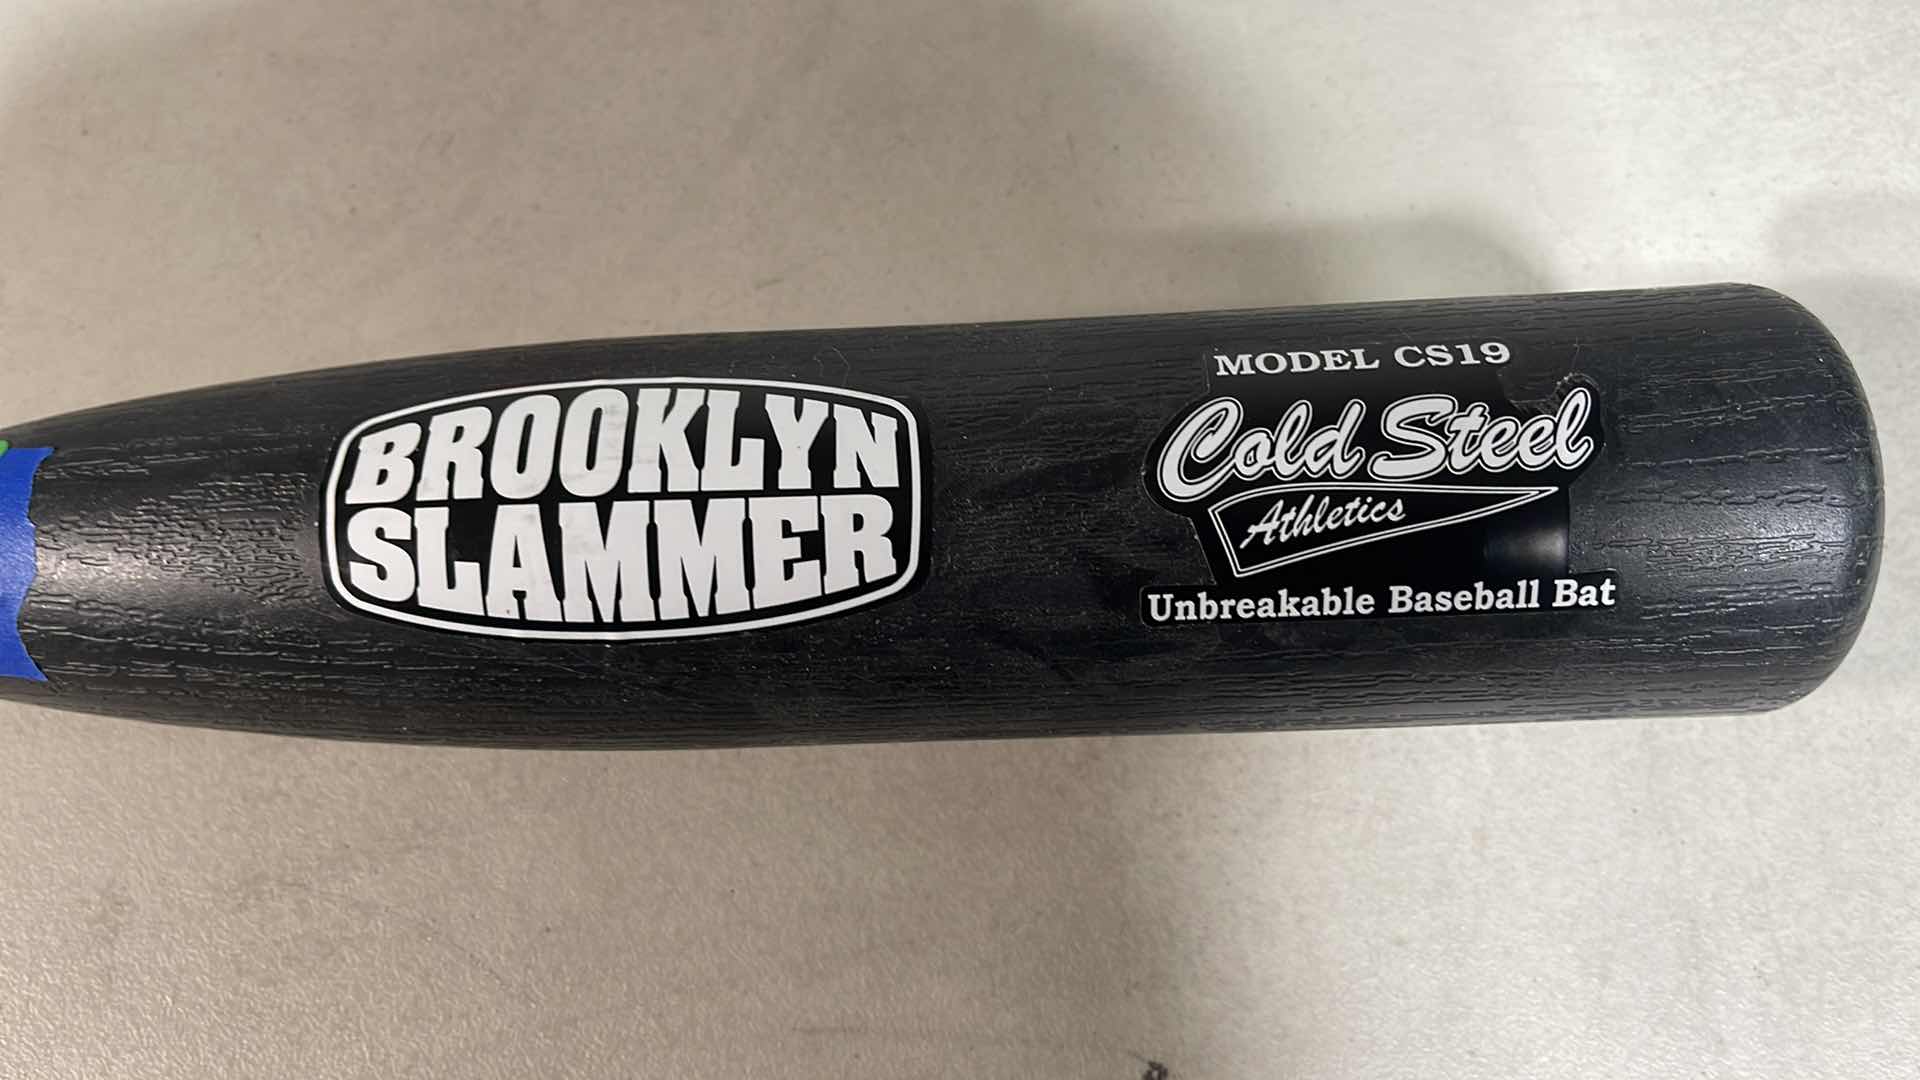 BROOKLYN
SLAMMER
MODEL CS19
Cold Steel
Athletics
Unbreakable Baseball Bat